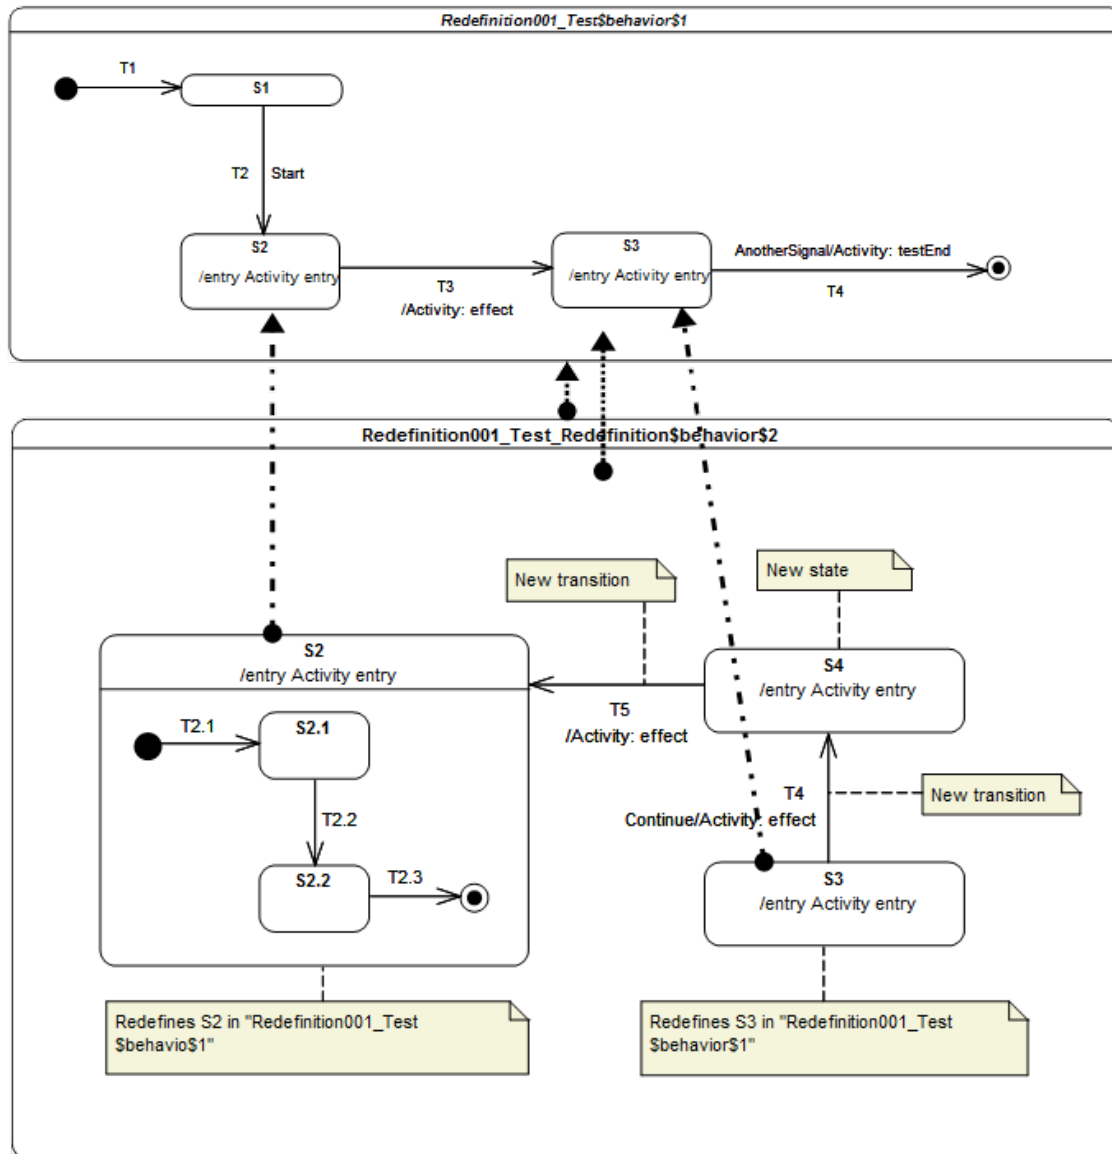 Redefinition001_Test$behavior$1
T1
S1
T2 Start
S2
/entry Activity entry
T3
/Activity: effect
S3
/entry Activity entry
AnotherSignal/Activity: testEnd
T4
Redefinition001_Test_Redefinition$behavior$2
New transition
New state
S2
/entry Activity entry
S4
/entry Activity entry
T5
/Activity: effect
T2.1
S2.1
T2.2
S2.2
T2.3
T4
Continue/Activity: effect
New transition
S3
/entry Activity entry
Redefines S2 in "Redefinition001_Test
$behavio$1"
Redefines S3 in "Redefinition001_Test
$behavior$1"